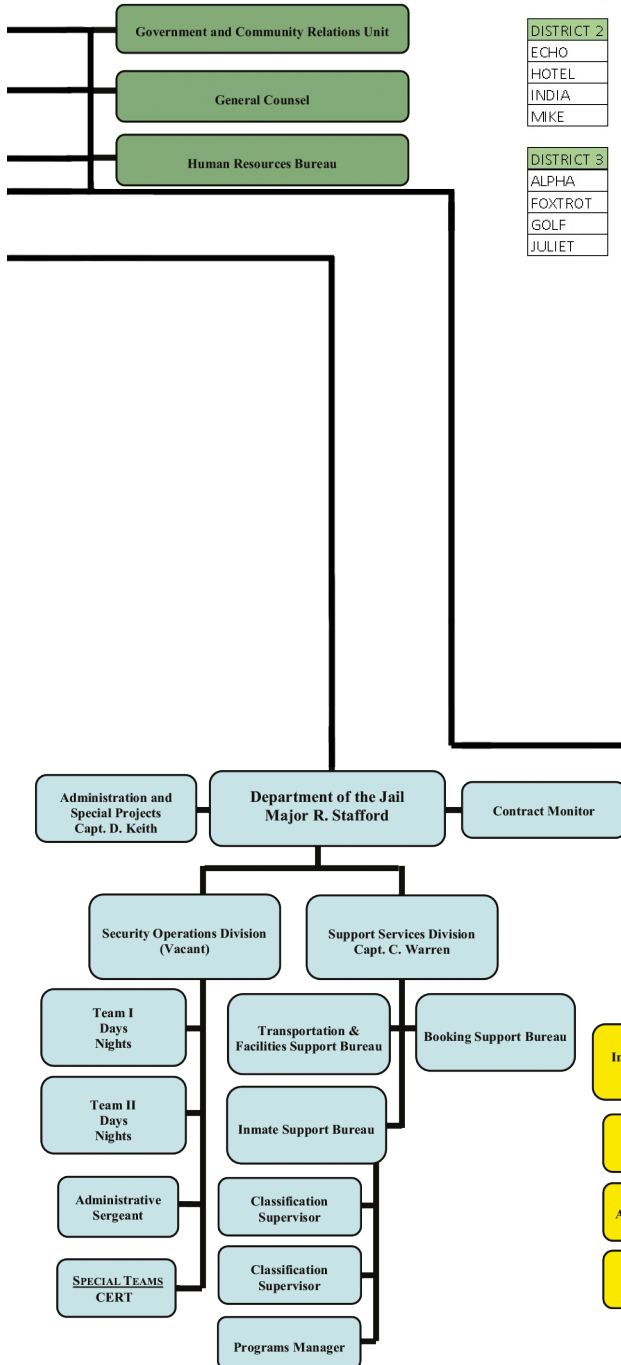 Government and Community Relations Unit
General Counsel
Human Resources Bureau
DISTRICT 2
ECHO
HOTEL
INDIA
MIKE
DISTRICT 3
ALPHA
FOXTROT
GOLF
JULIET
Administration and
Special Projects
Capt. D. Keith
Department of the Jail
Major R. Stafford
Contract Monitor
Security Operations Division
(Vacant)
Support Services Division
Capt. C. Warren
Team I
Days
Nights
Team II
Days
Nights
Administrative
Sergeant
SPECIAL TEAMS
CERT
Transportation &
Facilities Support Bureau
Booking Support Bureau
Inmate Support Bureau
Classification
Supervisor
Classification
Supervisor
Programs Manager